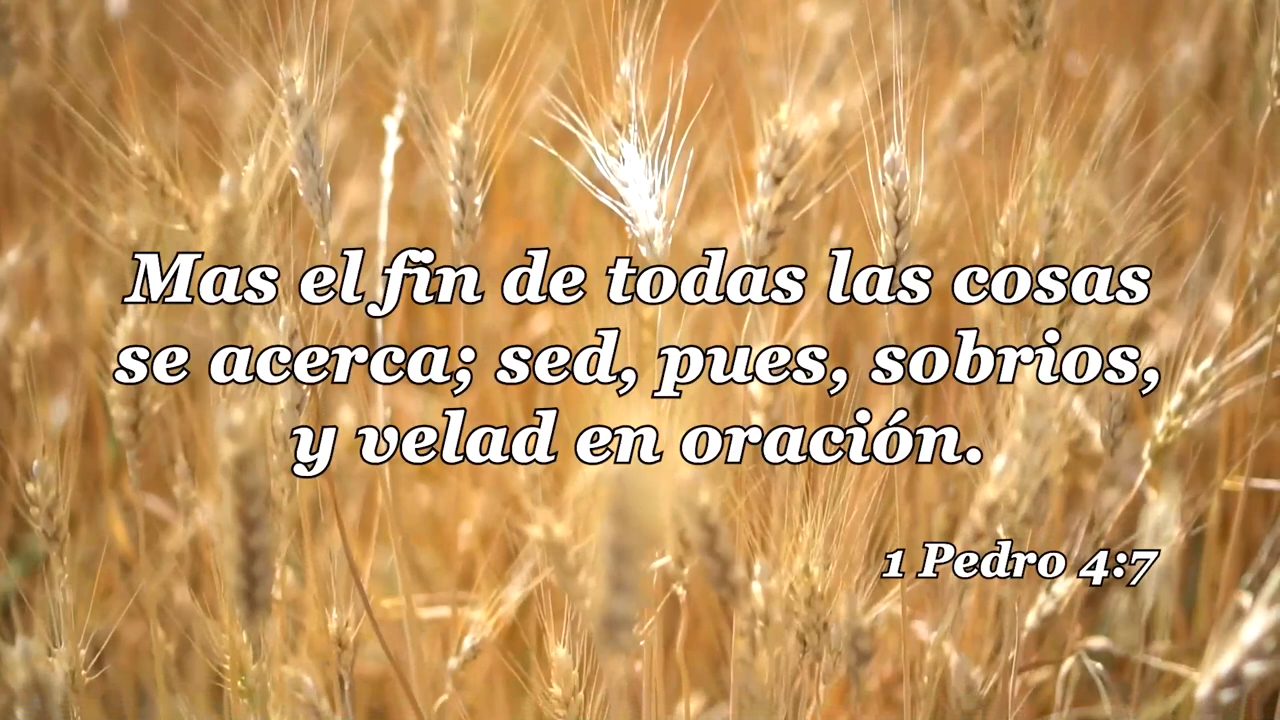 Mas el fin de todas las cosas
se acerca; sed, pues, sobrios,
y velad en oración.
1 Pedro 4:7